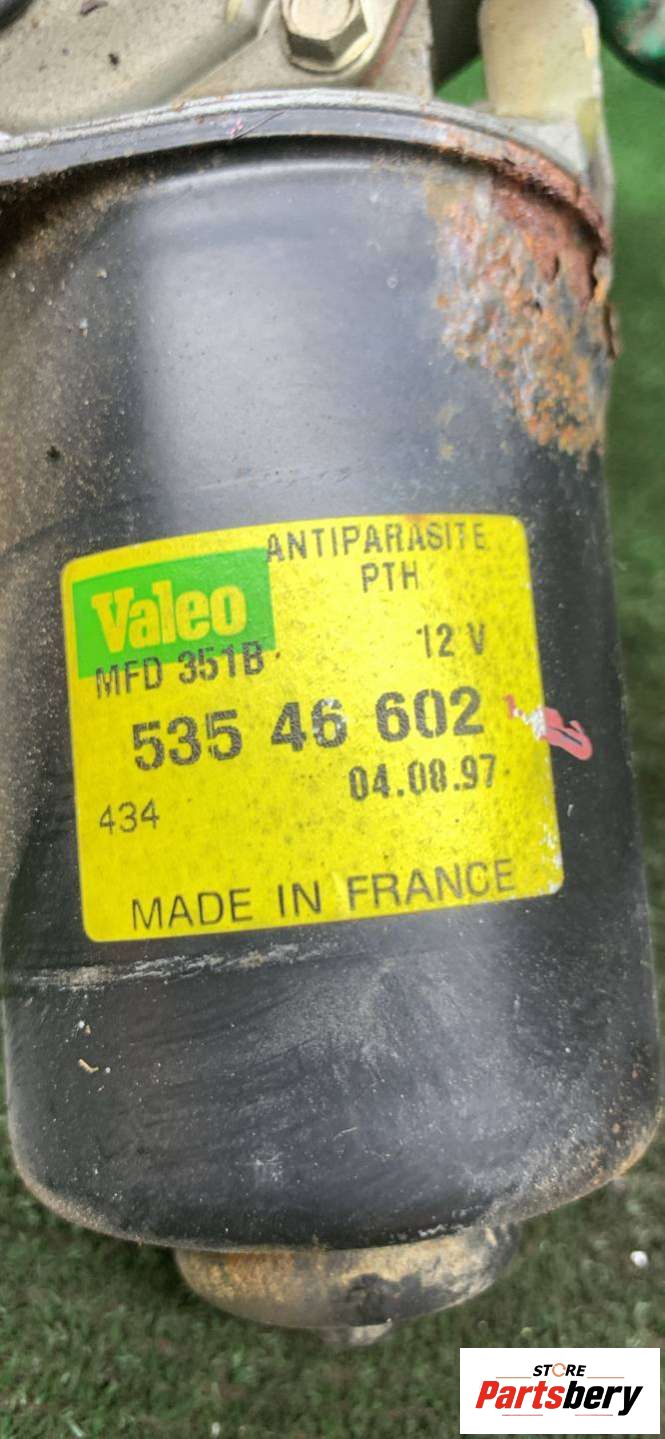 ANTIPARASITE
Valeo PTH
MFD 351B 12 V
535 46 602
04.08.97
434
MADE IN FRANCE
STORE
Partsbery